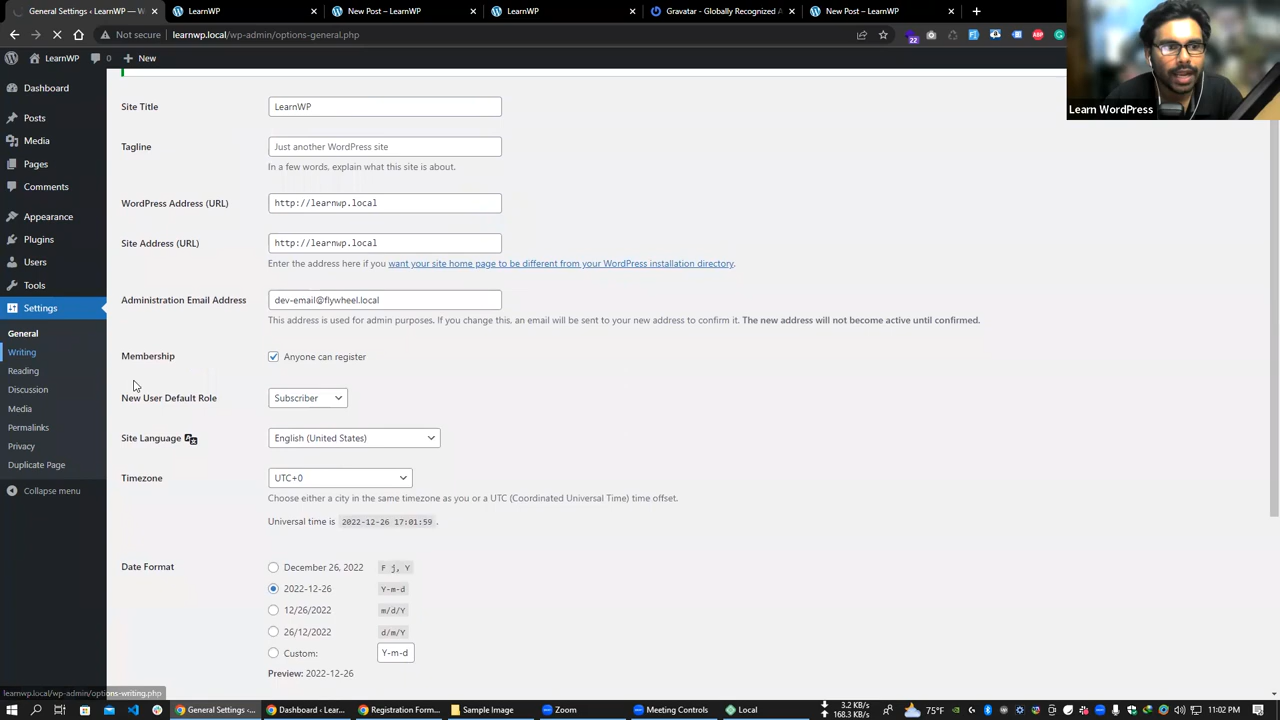 General Settings ‹ LearnWP — W
LearnWP
New Post – LearnWP
LearnWP
Gravatar - Globally Recognized A
New Post – LearnWP
Not secure learnwp.local/wp-admin/options-general.php
22
ABP
LearnWP
0
New
Dashboard
Posts
Media
Pages
Comments
Appearance
Plugins
Users
Tools
Settings
General
Writing
Reading
Discussion
Media
Permalinks
Privacy
Duplicate Page
Collapse menu
Site Title
LearnWP
Tagline
Just another WordPress site
In a few words, explain what this site is about.
WordPress Address (URL)
http://learnwp.local
Site Address (URL)
http://learnwp.local
Enter the address here if you want your site home page to be different from your WordPress installation directory.
Administration Email Address
dev-email@flywheel.local
This address is used for admin purposes. If you change this, an email will be sent to your new address to confirm it. The new address will not become active until confirmed.
Membership
Anyone can register
New User Default Role
Subscriber
Site Language
English (United States)
Timezone
UTC+0
Choose either a city in the same timezone as you or a UTC (Coordinated Universal Time) time offset.
Universal time is 2022-12-26 17:01:59 .
Date Format
December 26, 2022 F j, Y
2022-12-26 Y-m-d
12/26/2022 m/d/Y
26/12/2022 d/m/Y
Custom: Y-m-d
Preview: 2022-12-26
Learn WordPress
learnwp.local/wp-admin/options-writing.php
General Settings ‹...
Dashboard ‹ Lear...
Registration Form...
Sample Image
Zoom
Meeting Controls
Local
3.2 KB/s
168.3 KB/s
75°F
11:02 PM